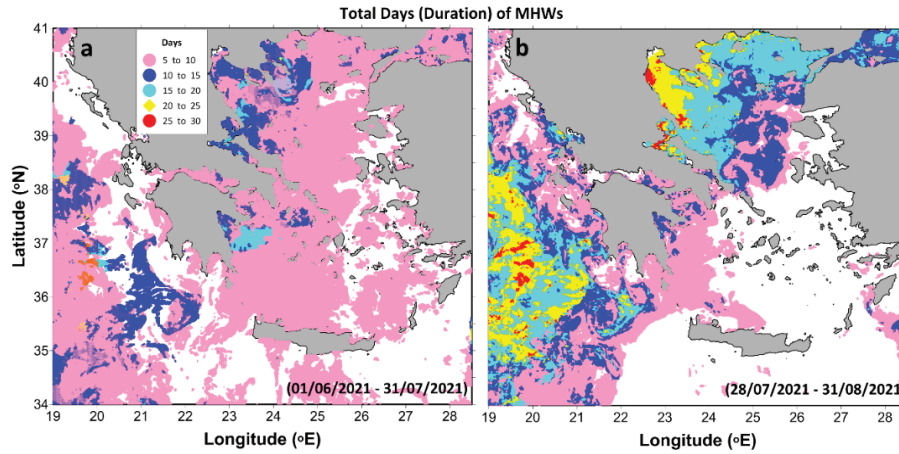 Total Days (Duration) of MHWs
a
b
Days
5 to 10
10 to 15
15 to 20
20 to 25
25 to 30
Latitude (°N)
41
40
39
38
37
36
35
34
(01/06/2021 - 31/07/2021)
(28/07/2021 - 31/08/2021)
19 20 21 22 23 24 25 26 27 28
19 20 21 22 23 24 25 26 27 28
Longitude (oE)
Longitude (oE)